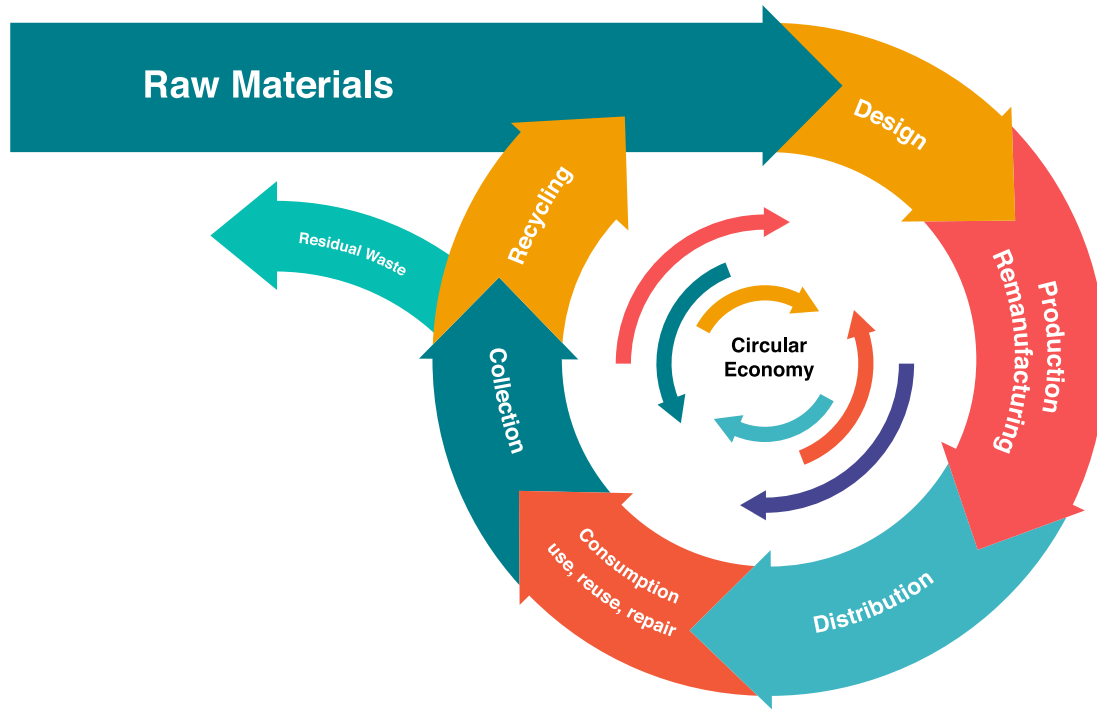 Raw Materials
Design
Production
Remanufacturing
Distribution
Consumption
use, reuse, repair
Collection
Recycling
Residual Waste
Circular
Economy